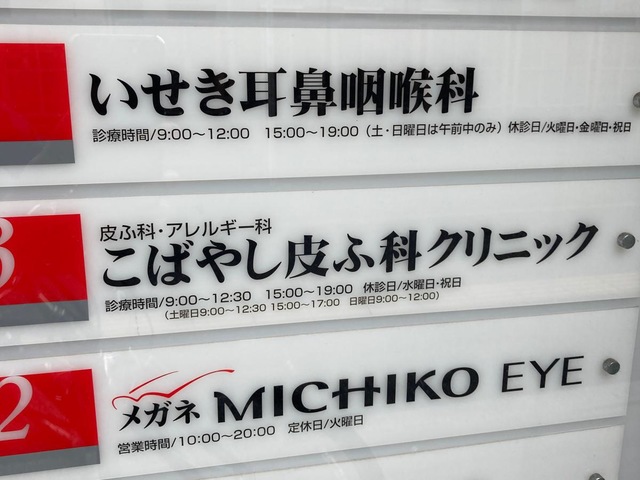 いせき耳鼻咽喉科
診療時間/9:00〜12:00　15:00〜19:00（土・日曜日は午前中のみ）休診日/火曜日・金曜日・祝日
3
皮ふ科・アレルギー科
こばやし皮ふ科クリニック
診療時間/9:00〜12:30　15:00〜19:00　休診日/水曜日・祝日
（土曜日9:00〜12:30 15:00〜17:00　日曜日9:00〜12:00）
2
メガネ MICHIKO EYE
営業時間/10:00〜20:00　定休日/火曜日